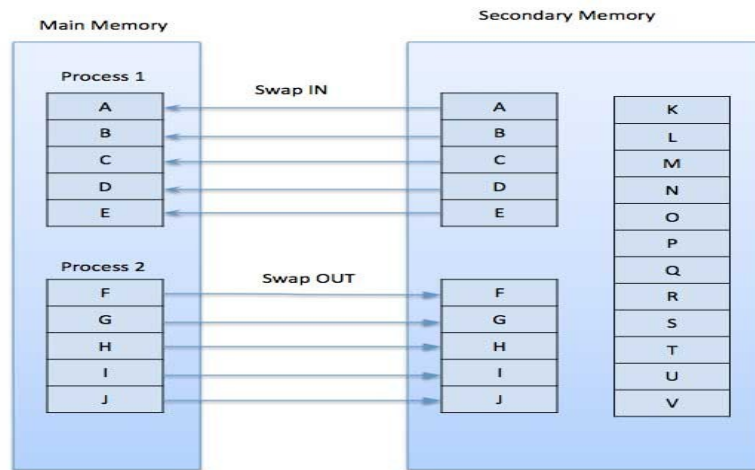 Main Memory
Secondary Memory
Process 1
Swap IN
A
B
C
D
E
A
B
C
D
E
Process 2
Swap OUT
F
G
H
I
J
F
G
H
I
J
K
L
M
N
O
P
Q
R
S
T
U
V